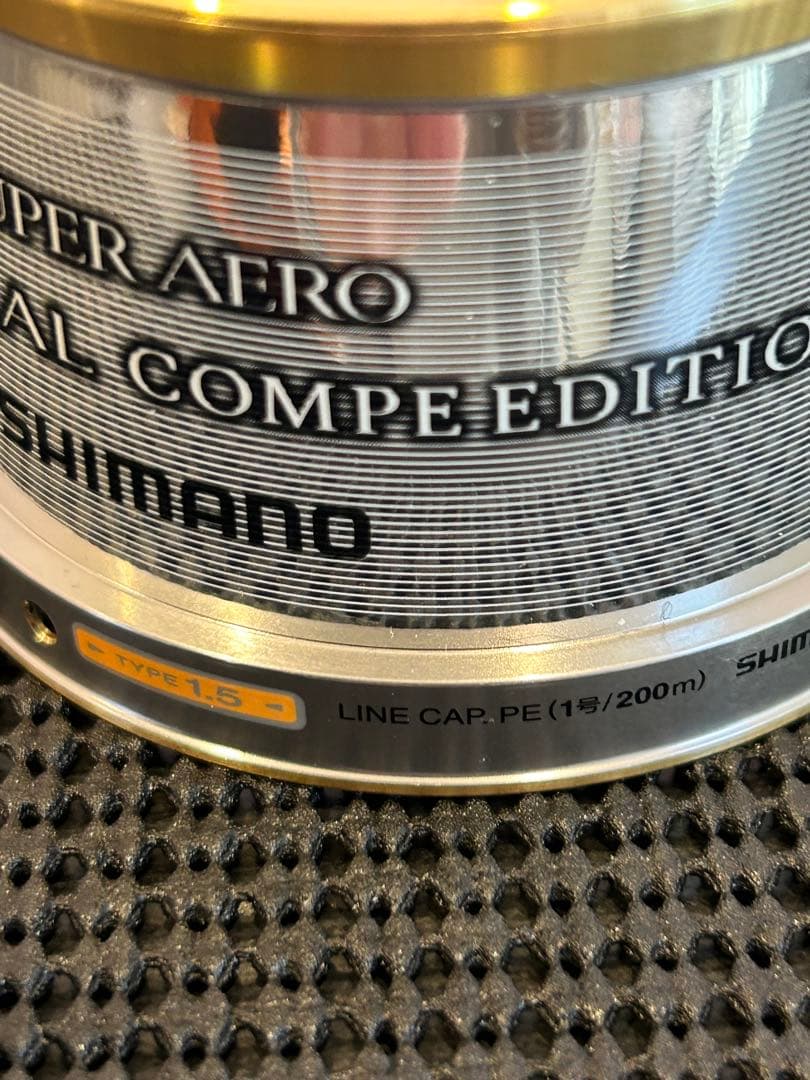 UPER AERO
AL COMPE EDITIO
SHIMANO
TYPE 1.5
LINE CAP. PE (1号/200m)
SHIM